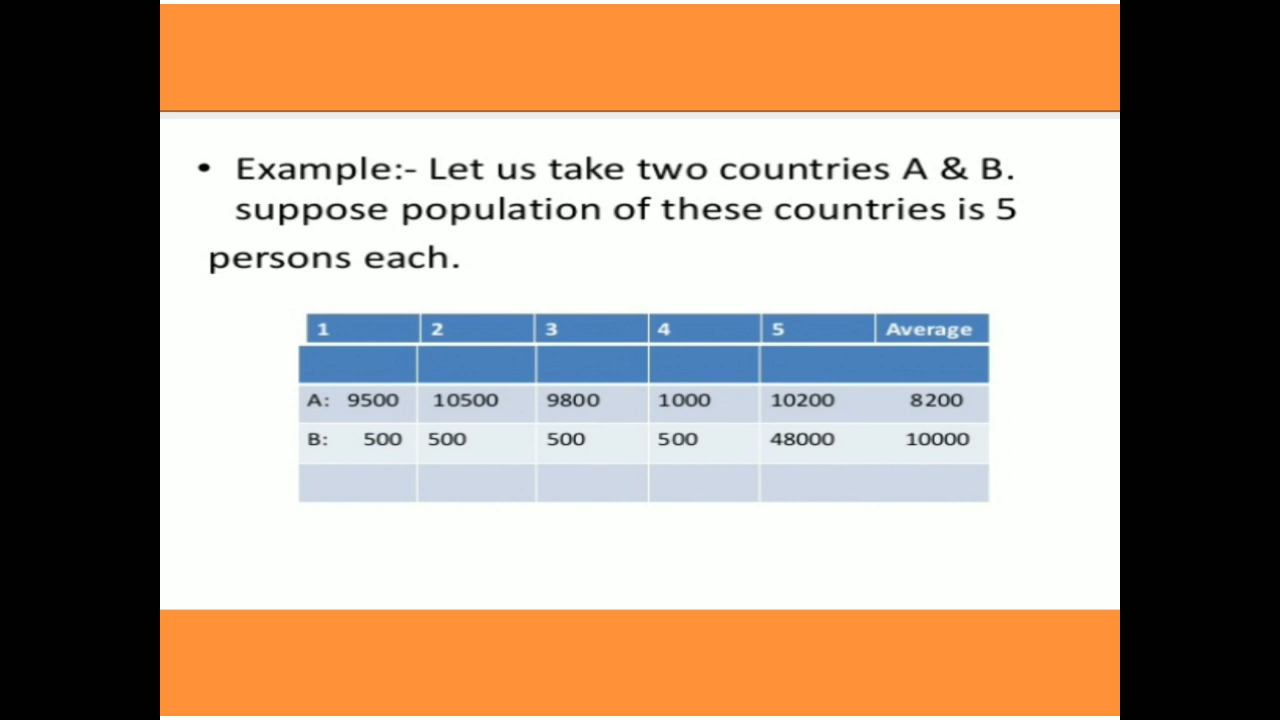 • Example:- Let us take two countries A & B.
suppose population of these countries is 5
persons each.
1 2 3 4 5 Average
A: 9500 10500 9800 1000 10200 8200
B: 500 500 500 500 48000 10000